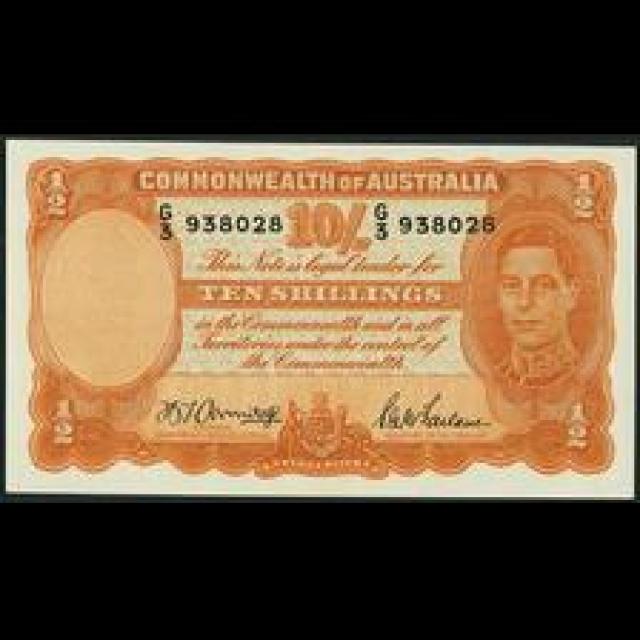 1/2
1/2
COMMONWEALTH OF AUSTRALIA
G/3 938028 10/- G/3 938028
This Note is legal tender for
TEN SHILLINGS
in the Commonwealth and in all
Territories under the control of
the Commonwealth.
1/2
1/2
AUSTRALIA